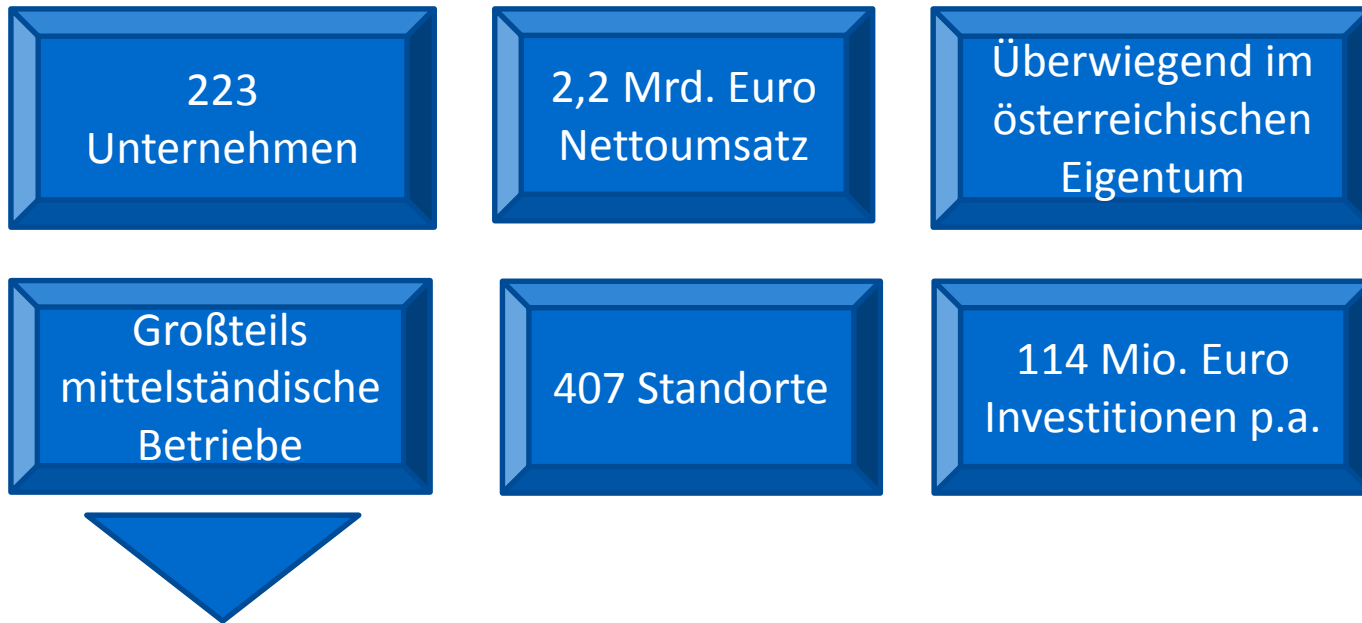 223
Unternehmen
2,2 Mrd. Euro
Nettoumsatz
Überwiegend im
österreichischen
Eigentum
Großteils
mittelständische
Betriebe
407 Standorte
114 Mio. Euro
Investitionen p.a.